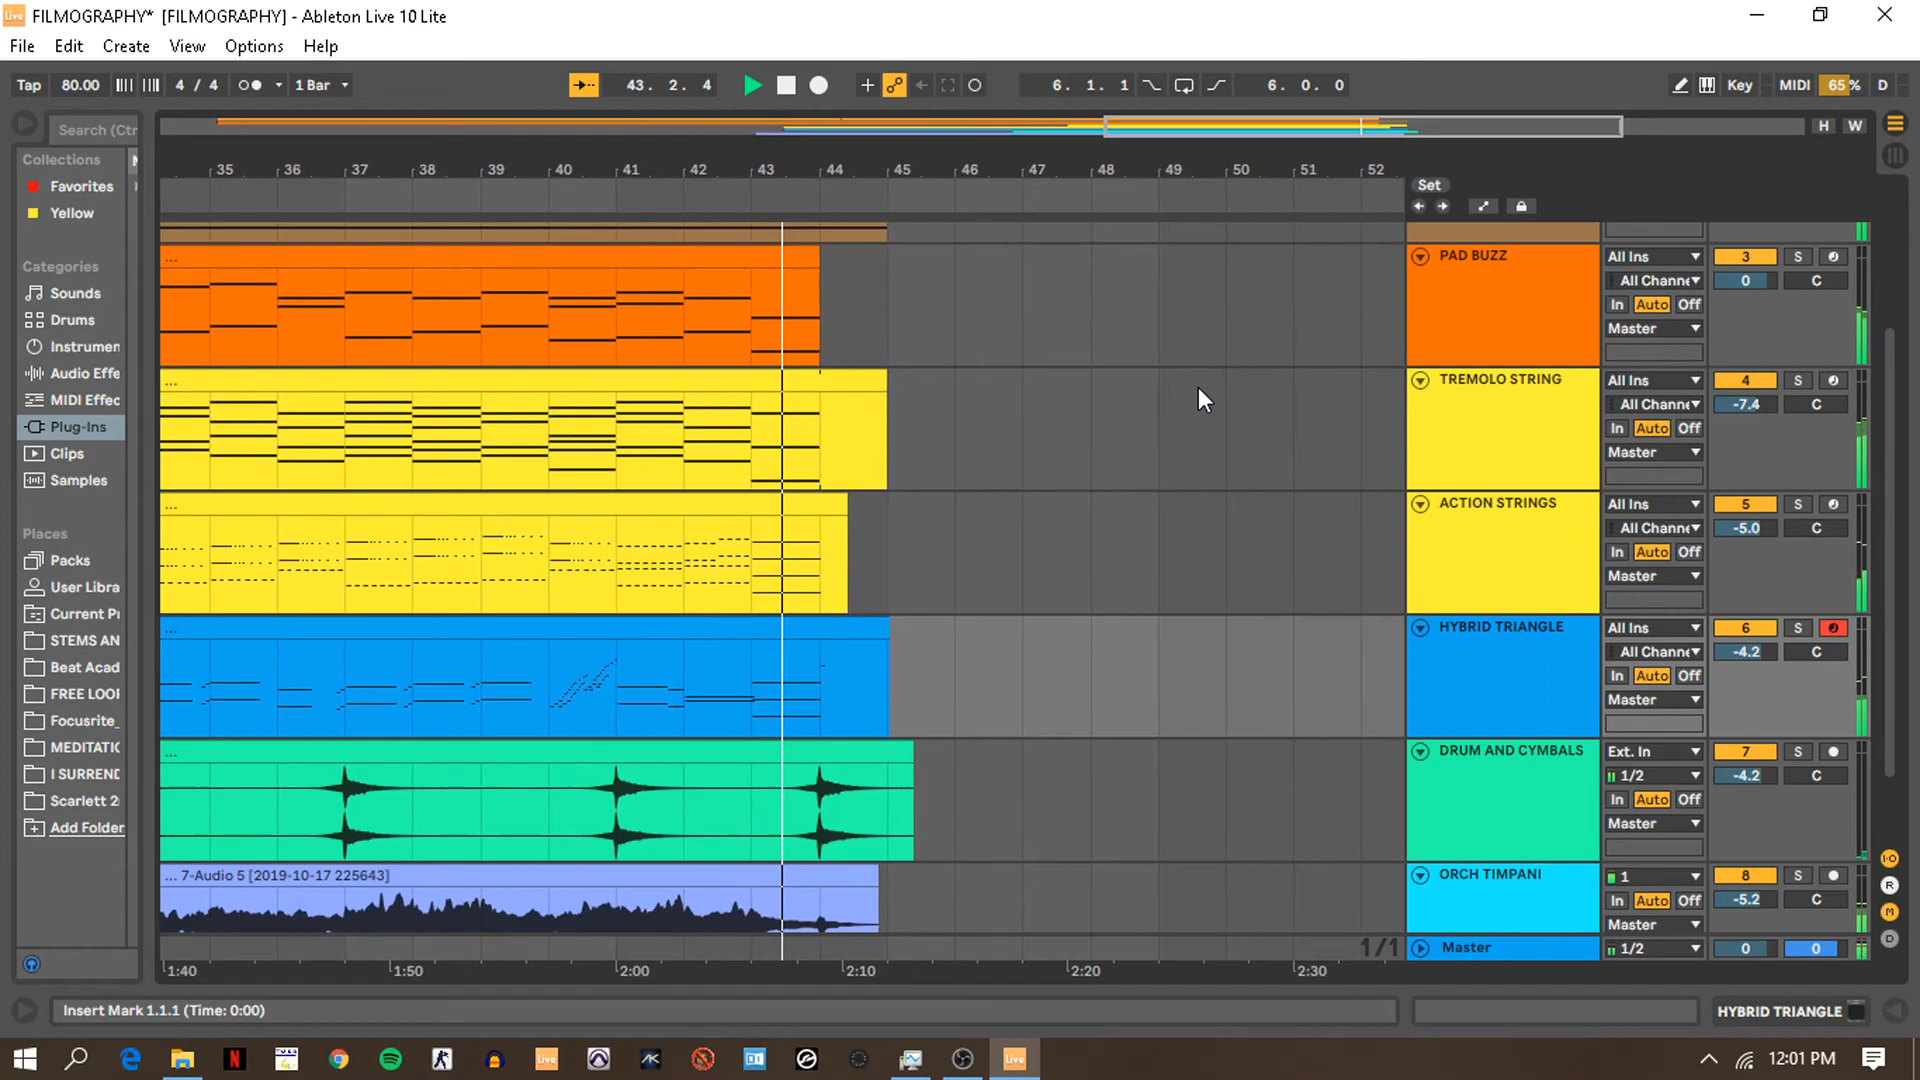 FILMOGRAPHY* [FILMOGRAPHY] - Ableton Live 10 Lite
File Edit Create View Options Help
Tap 80.00 4 / 4 1 Bar 43. 2. 4 6. 1. 1 6. 0. 0 Key MIDI 65 % D
Search (Ctr
H W
Collections
Favorites
Yellow
Categories
Sounds
Drums
Instrumen
Audio Effe
MIDI Effec
Plug-Ins
Clips
Samples
Places
Packs
User Libra
Current Pr
STEMS AN
Beat Acad
FREE LOOP
Focusrite_
MEDITATIO
I SURREND
Scarlett 2
Add Folder
35 36 37 38 39 40 41 42 43 44 45 46 47 48 49 50 51 52
Set
... PAD BUZZ All Ins 3 S
All Channe 0 C
In Auto Off
Master
... TREMOLO STRING All Ins 4 S
All Channe -7.4 C
In Auto Off
Master
... ACTION STRINGS All Ins 5 S
All Channe -5.0 C
In Auto Off
Master
... HYBRID TRIANGLE All Ins 6 S
All Channe -4.2 C
In Auto Off
Master
... DRUM AND CYMBALS Ext. In 7 S
1/2 -4.2 C
In Auto Off
Master
... 7-Audio 5 [2019-10-17 225643] ORCH TIMPANI 1 8 S
In Auto Off -5.2 C
Master
1/1 Master 1/2 0 0
I·O
R
M
D
1:40 1:50 2:00 2:10 2:20 2:30
Insert Mark 1.1.1 (Time: 0:00) HYBRID TRIANGLE
Live Live 12:01 PM